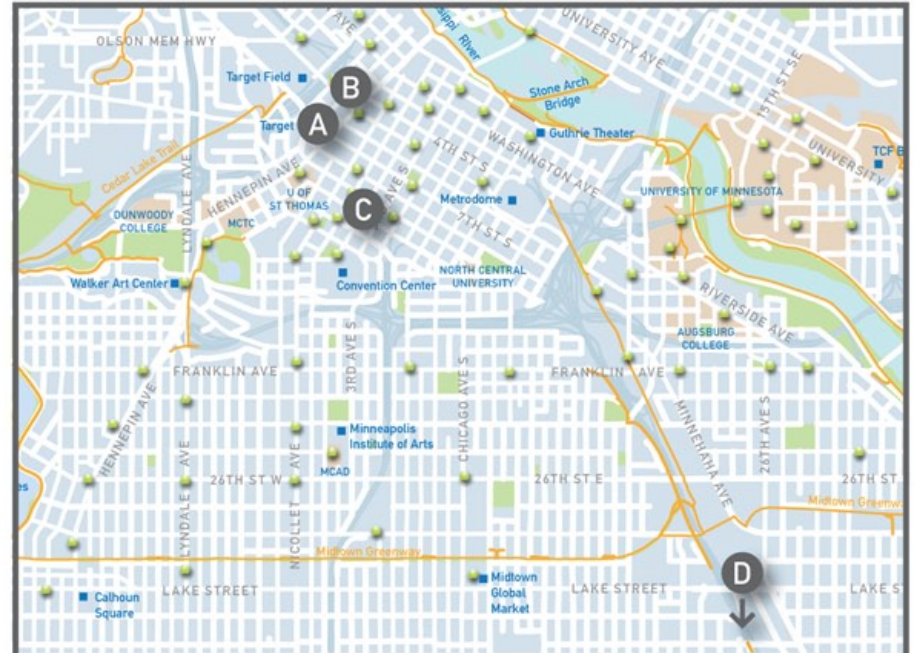 UNIVERSITY AVE
OLSON MEM HWY
River
15TH ST SE
Target Field
B
Stone Arch
Bridge
Target
A
Guthrie Theater
UNIVERSITY
TCF B
Cedar Lake Trail
4TH ST S
WASHINGTON AVE
HENNEPIN AVE
LYNDALE AVE
U OF
ST THOMAS
AVE S
UNIVERSITY OF MINNESOTA
Metrodome
C
DUNWOODY
COLLEGE
MCTC
7TH ST S
Walker Art Center
Convention Center
NORTH CENTRAL
UNIVERSITY
RIVERSIDE AVE
AUGSBURG
COLLEGE
3RD AVE S
FRANKLIN AVE
FRANKLIN AVE
CHICAGO AVE S
HENNEPIN AVE
MINNEHAHA AVE
26TH AVE S
Minneapolis
Institute of Arts
MCAD
LYNDALE AVE
NICOLLET AVE
26TH ST W
26TH ST E
26TH ST
es
Midtown Greenw
Midtown Greenway
D
Calhoun
Square
LAKE STREET
Midtown
Global
Market
LAKE STREET
LAKE S